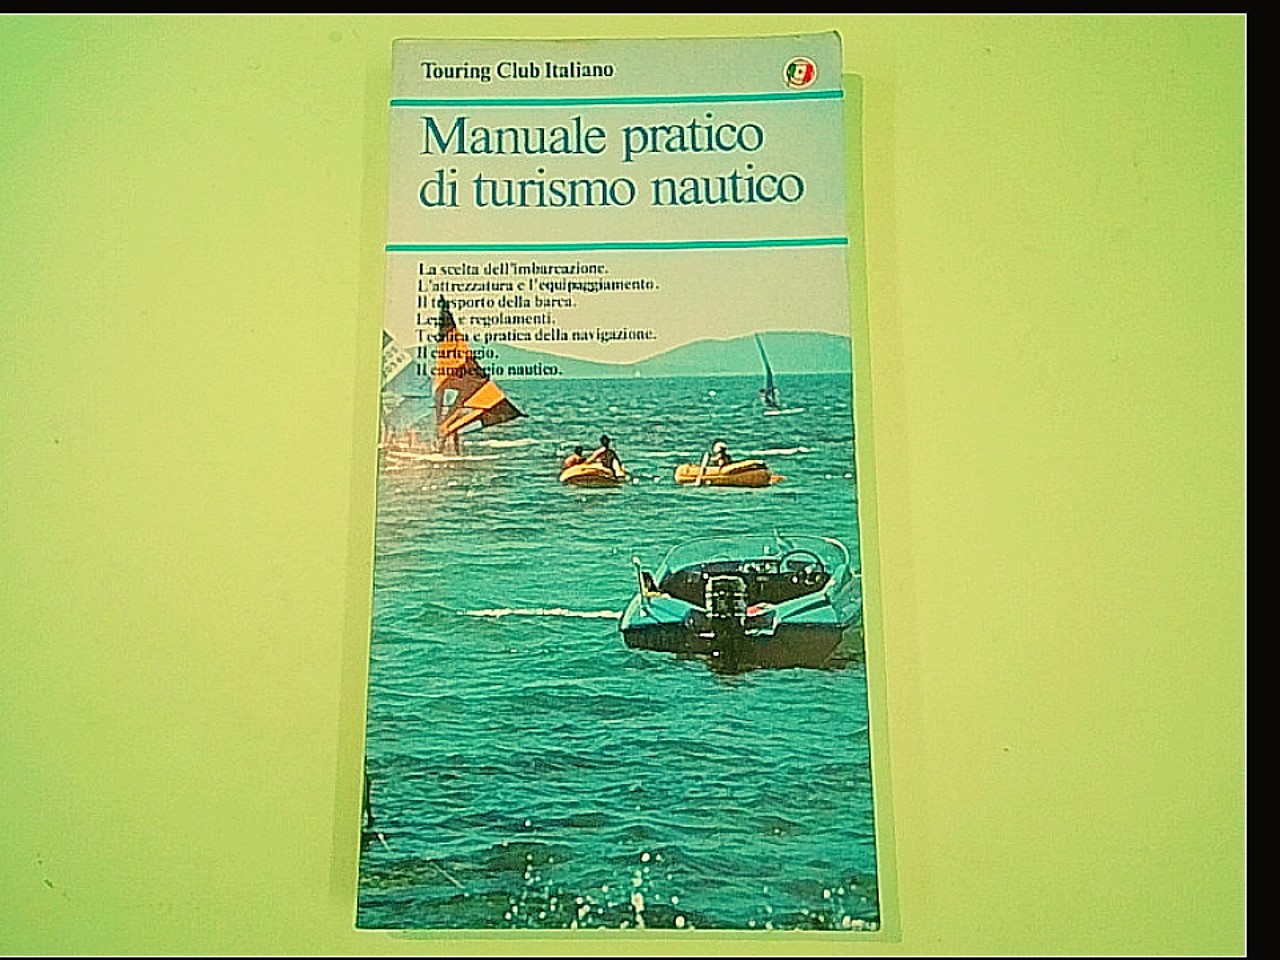 Touring Club Italiano
Manuale pratico
di turismo nautico
La scelta dell'imbarcazione.
L'attrezzatura e l'equipaggiamento.
Il trasporto della barca.
Leggi e regolamenti.
Tecnica e pratica della navigazione.
Il carteggio.
Il campeggio nautico.